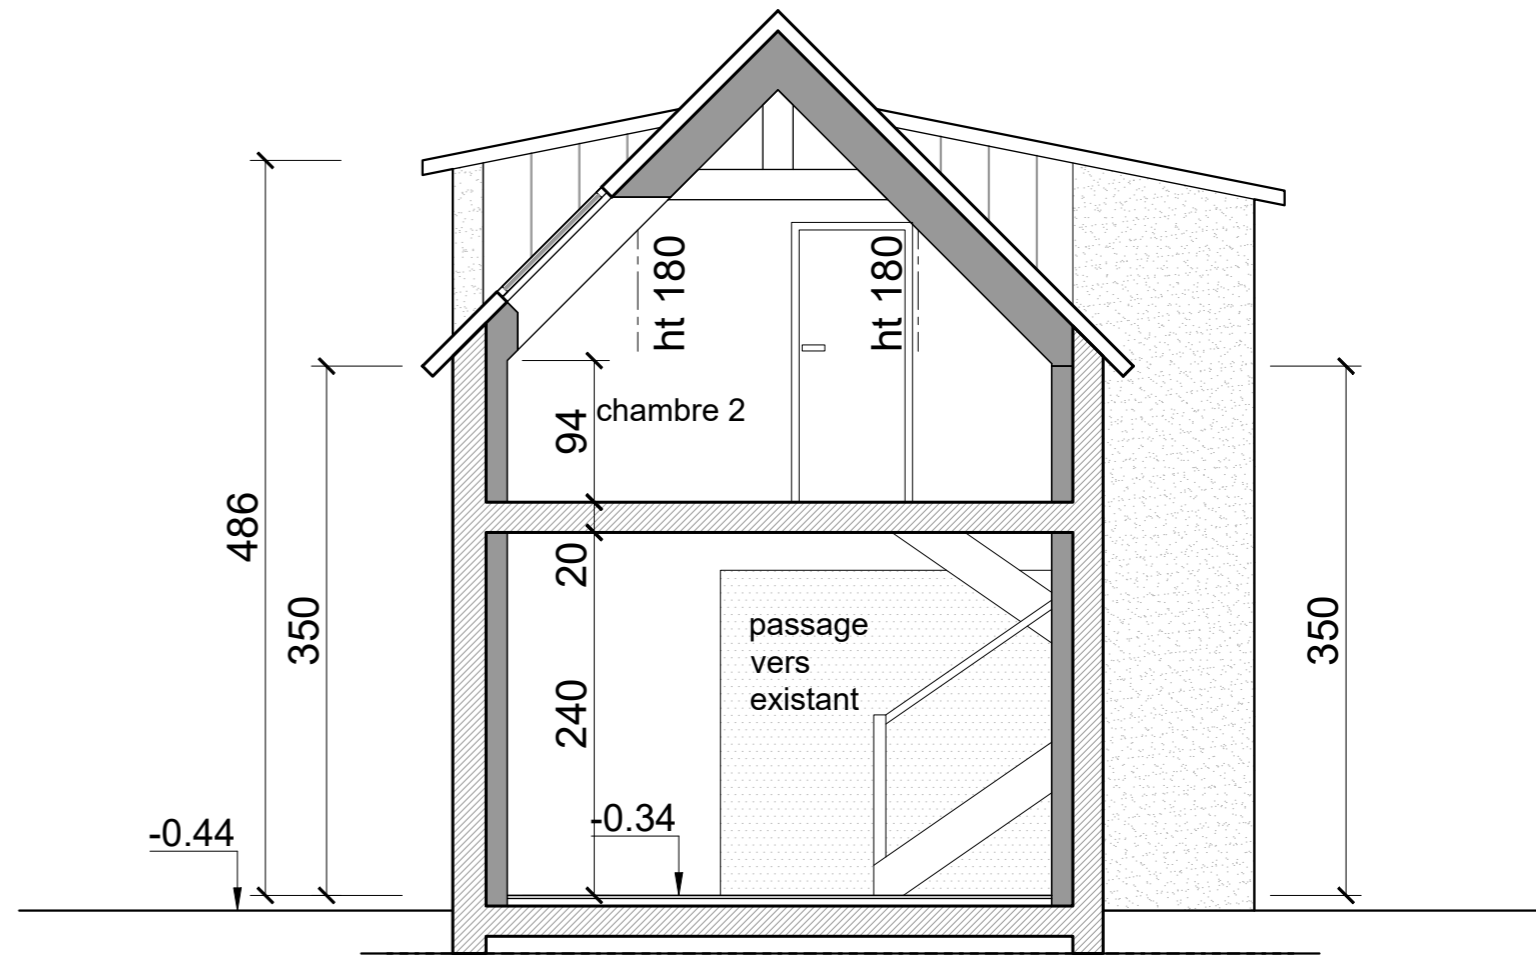 ht 180
ht 180
chambre 2
94
486
20
350
350
passage
vers
existant
240
-0.34
-0.44